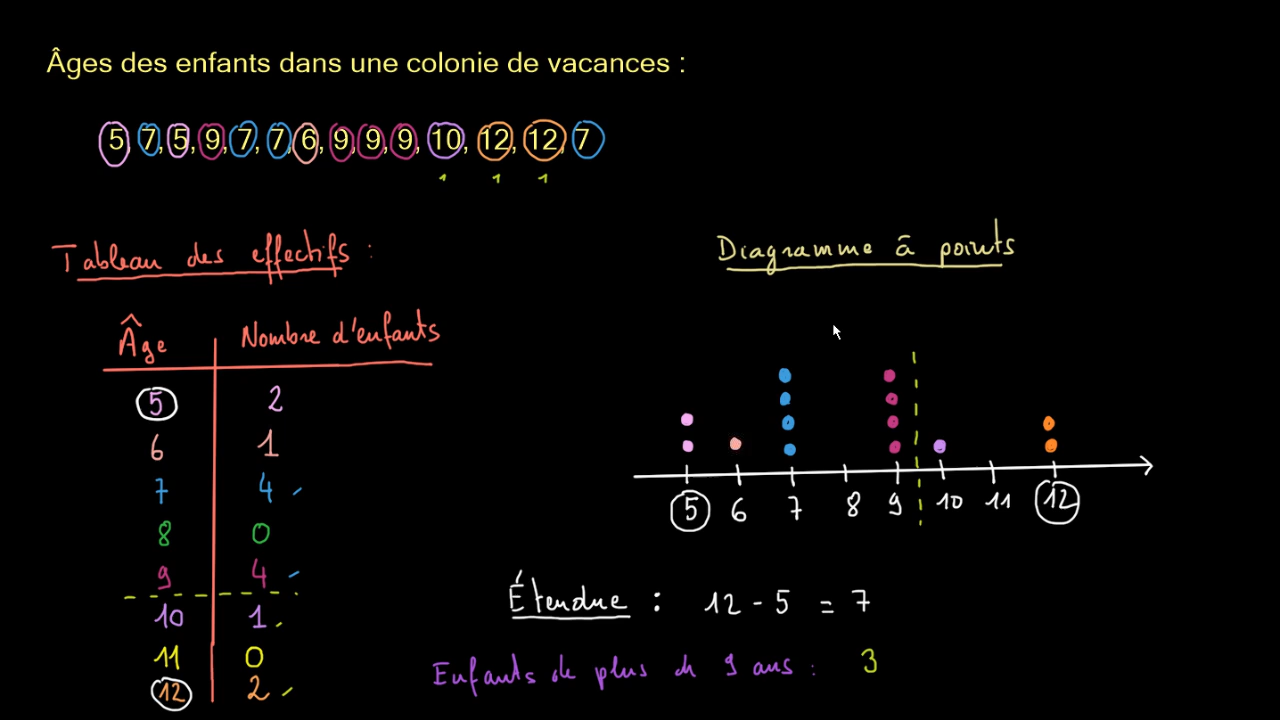 Âges des enfants dans une colonie de vacances :
5, 7, 5, 9, 7, 7, 6, 9, 9, 9, 10, 12, 12, 7
1 1 1
Tableau des effectifs :
Âge Nombre d'enfants
5 2
6 1
7 4
8 0
9 4
10 1
11 0
12 2
Diagramme à points
5 6 7 8 9 10 11 12
Étendue : 12 - 5 = 7
Enfants de plus de 9 ans : 3